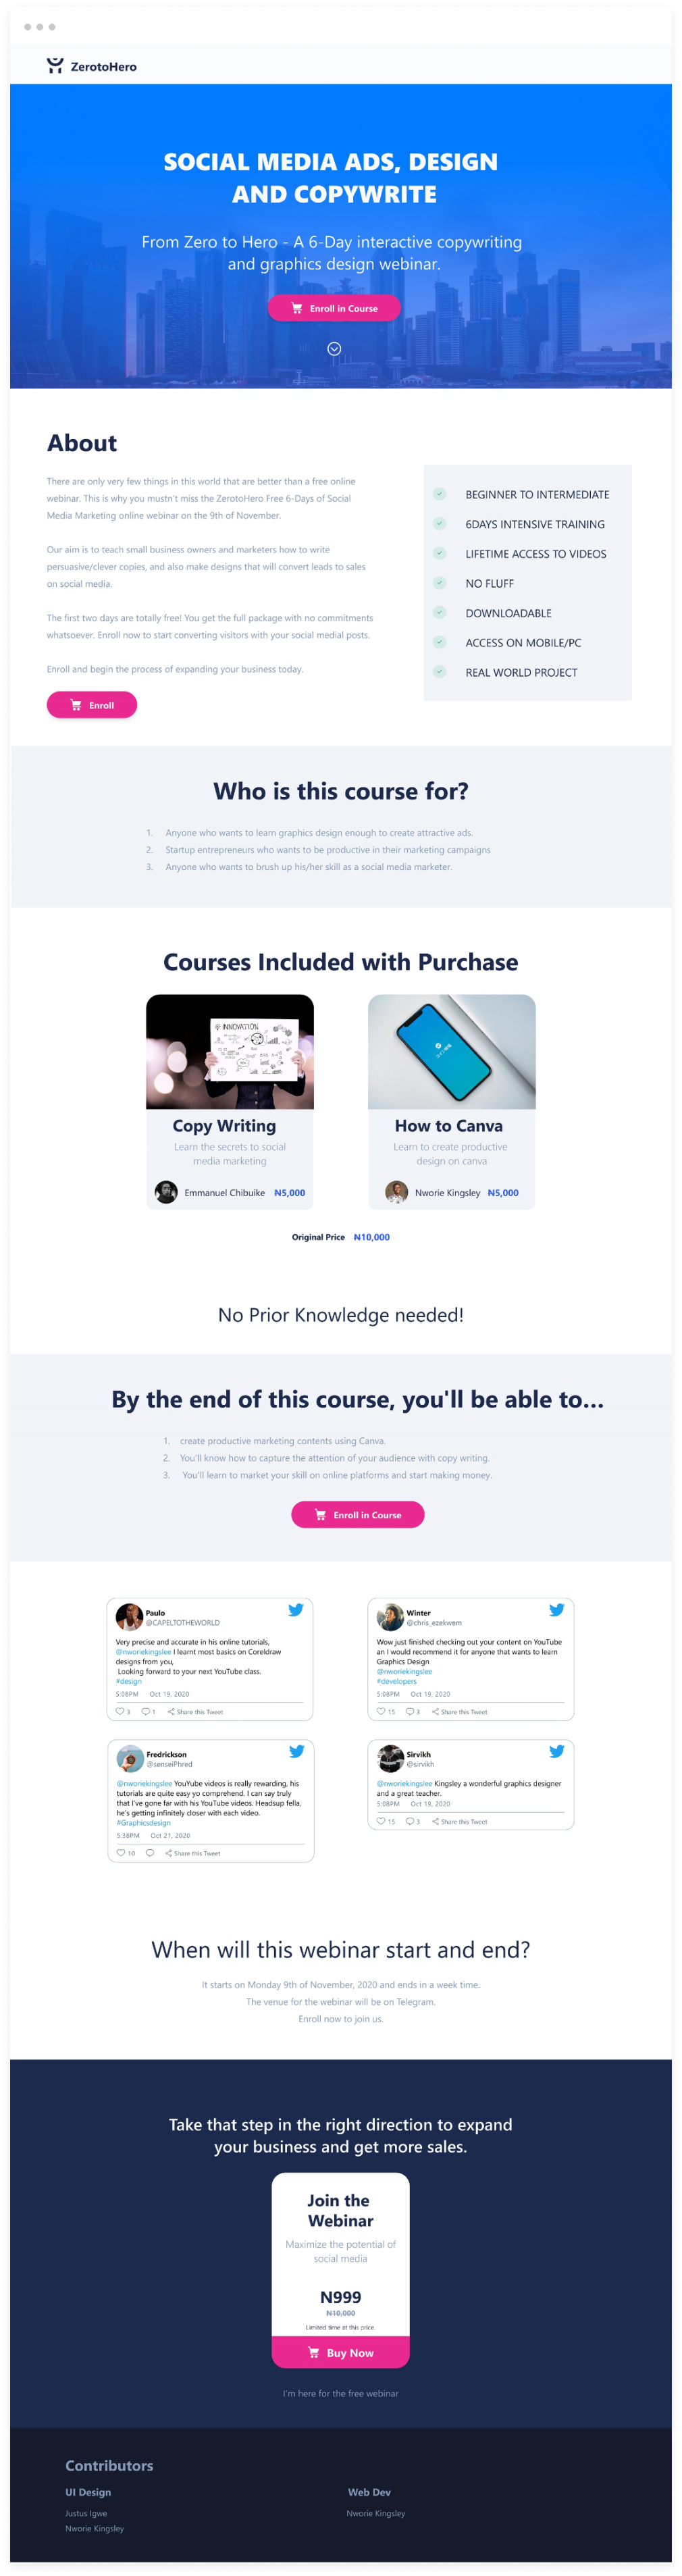 ZerotoHero
SOCIAL MEDIA ADS, DESIGN
AND COPYWRITE
From Zero to Hero - A 6-Day interactive copywriting
and graphics design webinar.
Enroll in Course
About
There are only very few things in this world that are better than a free online
webinar. This is why you mustn't miss the ZerotoHero Free 6-Days of Social
Media Marketing online webinar on the 9th of November.
Our aim is to teach small business owners and marketers how to write
persuasive/clever copies, and also make designs that will convert leads to sales
on social media.
The first two days are totally free! You get the full package with no commitments
whatsoever. Enroll now to start converting visitors with your social medial posts.
Enroll and begin the process of expanding your business today.
Enroll
BEGINNER TO INTERMEDIATE
6DAYS INTENSIVE TRAINING
LIFETIME ACCESS TO VIDEOS
NO FLUFF
DOWNLOADABLE
ACCESS ON MOBILE/PC
REAL WORLD PROJECT
Who is this course for?
1. Anyone who wants to learn graphics design enough to create attractive ads.
2. Startup entrepreneurs who wants to be productive in their marketing campaigns
3. Anyone who wants to brush up his/her skill as a social media marketer.
Courses Included with Purchase
INNOVATION
Copy Writing
Learn the secrets to social
media marketing
Emmanuel Chibuike ₦5,000
How to Canva
Learn to create productive
design on canva
Nworie Kingsley ₦5,000
Original Price ₦10,000
No Prior Knowledge needed!
By the end of this course, you'll be able to...
1. create productive marketing contents using Canva.
2. You'll know how to capture the attention of your audience with copy writing.
3. You'll learn to market your skill on online platforms and start making money.
Enroll in Course
Paulo
@CAPELTOTHEWORLD
Very precise and accurate in his online tutorials,
@nworiekingslee I learnt most basics on Coreldraw
designs from you,
Looking forward to your next YouTube class.
#design
5:08PM Oct 19, 2020
3 1 Share this Tweet
Winter
@chris_ezekwem
Wow just finished checking out your content on YouTube
an I would recommend it for anyone that wants to learn
Graphics Design
@nworiekingslee
#developers
5:08PM Oct 19, 2020
15 3 Share this Tweet
Fredrickson
@senseiPhred
@nworiekingslee YouYube videos is really rewarding, his
tutorials are quite easy yo comprehend. I can say truly
that I've gone far with his YouTube videos. Headsup fella,
he's getting infinitely closer with each video.
#Graphicsdesign
5:38PM Oct 21, 2020
10 Share this Tweet
Sirvikh
@sirvikh
@nworiekingslee Kingsley a wonderful graphics designer
and a great teacher.
5:08PM Oct 19, 2020
15 3 Share this Tweet
When will this webinar start and end?
It starts on Monday 9th of November, 2020 and ends in a week time.
The venue for the webinar will be on Telegram.
Enroll now to join us.
Take that step in the right direction to expand
your business and get more sales.
Join the
Webinar
Maximize the potential of
social media
N999
₦10,000
Limited time at this price.
Buy Now
I'm here for the free webinar
Contributors
UI Design
Justus Igwe
Nworie Kingsley
Web Dev
Nworie Kingsley